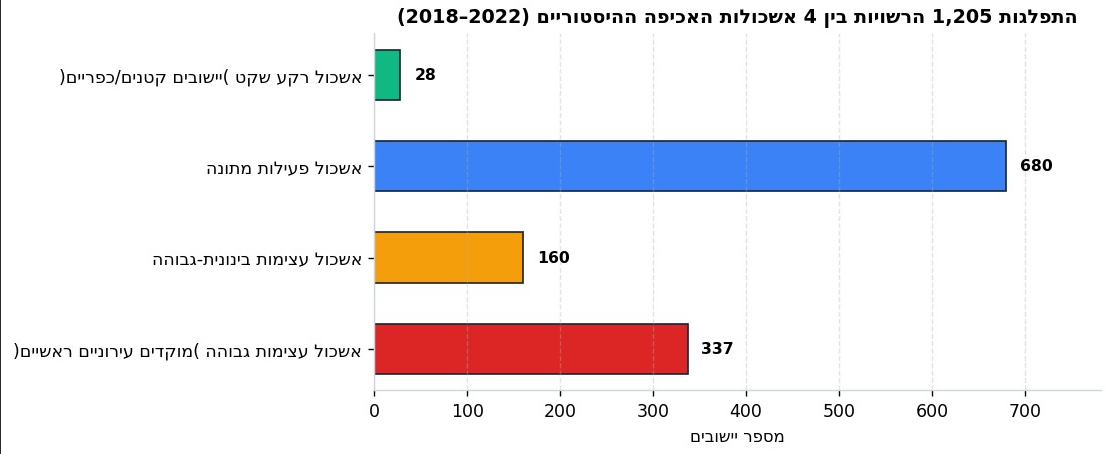 התפלגות 1,205 הרשויות בין 4 אשכולות האכיפה ההיסטוריים (2018–2022)
אשכול רקע שקט )יישובים קטנים/כפריים(
28
אשכול פעילות מתונה
680
אשכול עצימות בינונית-גבוהה
160
אשכול עצימות גבוהה )מוקדים עירוניים ראשיים(
337
0 100 200 300 400 500 600 700
מספר יישובים